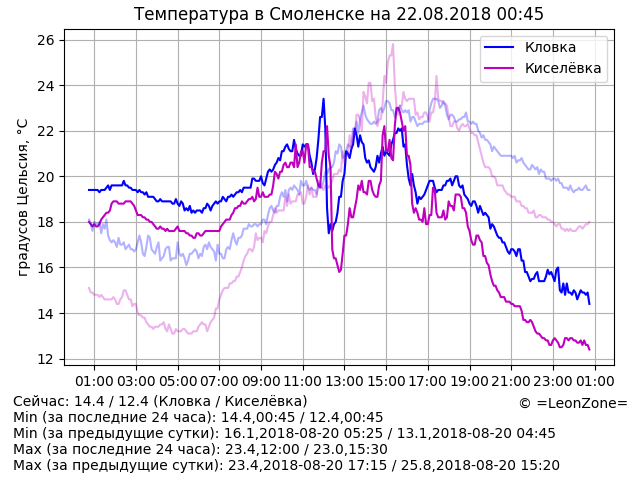 Температура в Смоленске на 22.08.2018 00:45
26
24
22
20
18
16
14
12
градусов Цельсия, °C
Кловка
Киселёвка
01:00 03:00 05:00 07:00 09:00 11:00 13:00 15:00 17:00 19:00 21:00 23:00 01:00
Сейчас: 14.4 / 12.4 (Кловка / Киселёвка)
© =LeonZone=
Min (за последние 24 часа): 14.4,00:45 / 12.4,00:45
Min (за предыдущие сутки): 16.1,2018-08-20 05:25 / 13.1,2018-08-20 04:45
Max (за последние 24 часа): 23.4,12:00 / 23.0,15:30
Max (за предыдущие сутки): 23.4,2018-08-20 17:15 / 25.8,2018-08-20 15:20